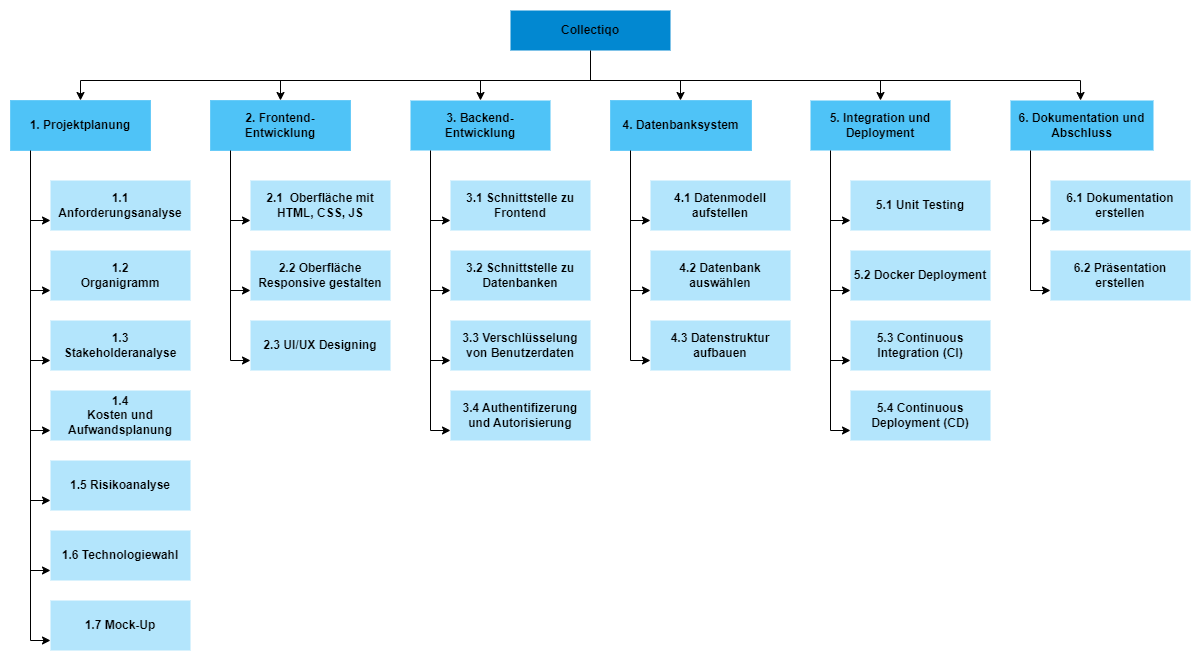 Collectiqo
1. Projektplanung
1.1
Anforderungsanalyse
1.2
Organigramm
1.3
Stakeholderanalyse
1.4
Kosten und
Aufwandsplanung
1.5 Risikoanalyse
1.6 Technologiewahl
1.7 Mock-Up
2. Frontend-
Entwicklung
2.1 Oberfläche mit
HTML, CSS, JS
2.2 Oberfläche
Responsive gestalten
2.3 UI/UX Designing
3. Backend-
Entwicklung
3.1 Schnittstelle zu
Frontend
3.2 Schnittstelle zu
Datenbanken
3.3 Verschlüsselung
von Benutzerdaten
3.4 Authentifizerung
und Autorisierung
4. Datenbanksystem
4.1 Datenmodell
aufstellen
4.2 Datenbank
auswählen
4.3 Datenstruktur
aufbauen
5. Integration und
Deployment
5.1 Unit Testing
5.2 Docker Deployment
5.3 Continuous
Integration (CI)
5.4 Continuous
Deployment (CD)
6. Dokumentation und
Abschluss
6.1 Dokumentation
erstellen
6.2 Präsentation
erstellen